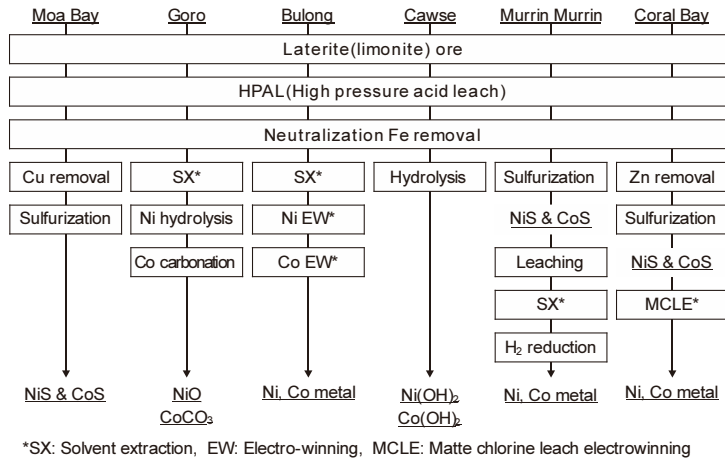 Moa Bay Goro Bulong Cawse Murrin Murrin Coral Bay
Laterite(limonite) ore
HPAL(High pressure acid leach)
Neutralization Fe removal
Cu removal SX* SX* Hydrolysis Sulfurization Zn removal
Sulfurization Ni hydrolysis Ni EW* NiS & CoS Sulfurization
Co carbonation Co EW* Leaching NiS & CoS
SX* MCLE*
H₂ reduction
NiS & CoS NiO Ni, Co metal Ni(OH)₂ Ni, Co metal Ni, Co metal
CoCO₃ Co(OH)₂
*SX: Solvent extraction, EW: Electro-winning, MCLE: Matte chlorine leach electrowinning